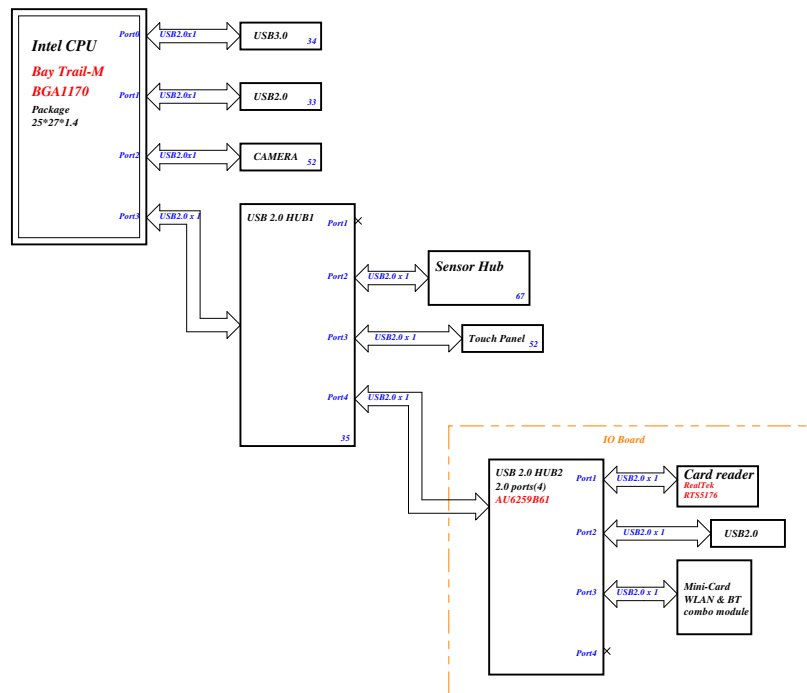 Intel CPU
Bay Trail-M
BGA1170
Package
25*27*1.4
Port0
USB2.0x1
USB3.0
34
Port1
USB2.0x1
USB2.0
33
Port2
USB2.0x1
CAMERA
52
Port3
USB2.0 x 1
USB 2.0 HUB1
Port1
Port2
USB2.0 x 1
Sensor Hub
67
Port3
USB2.0 x 1
Touch Panel
52
Port4
USB2.0 x 1
35
IO Board
USB 2.0 HUB2
2.0 ports(4)
AU6259B61
Port1
USB2.0 x 1
Card reader
RealTek
RTS5176
Port2
USB2.0 x 1
USB2.0
Port3
USB2.0 x 1
Mini-Card
WLAN & BT
combo module
Port4